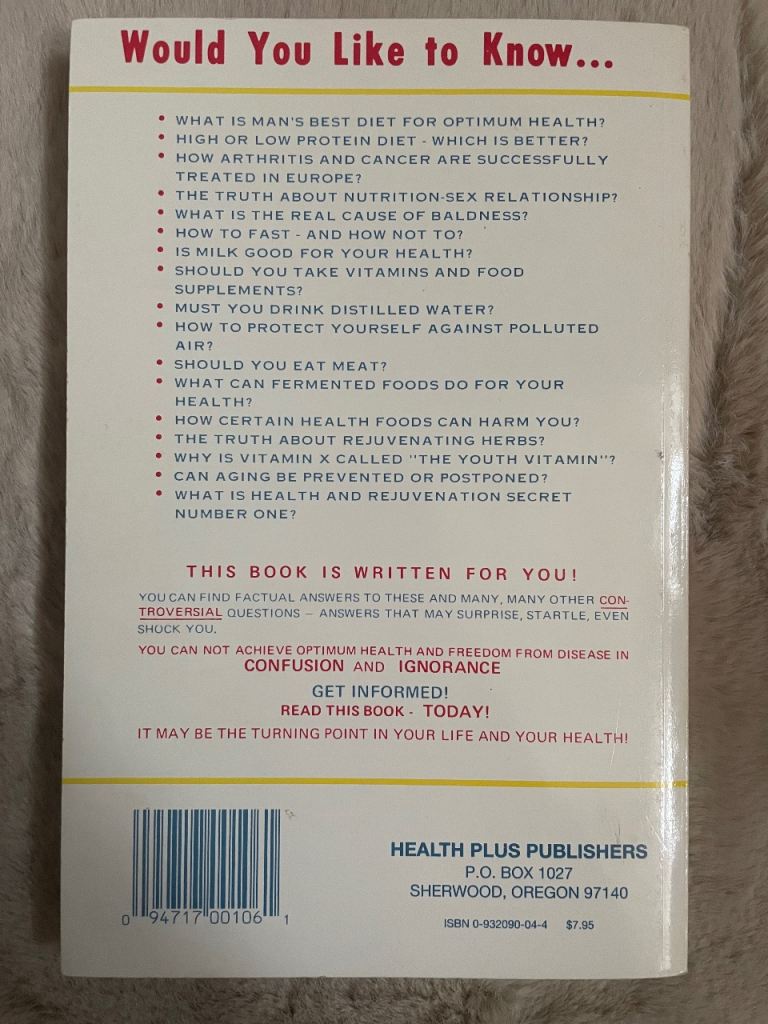 Would You Like to Know...
• WHAT IS MAN'S BEST DIET FOR OPTIMUM HEALTH?
• HIGH OR LOW PROTEIN DIET - WHICH IS BETTER?
• HOW ARTHRITIS AND CANCER ARE SUCCESSFULLY
TREATED IN EUROPE?
• THE TRUTH ABOUT NUTRITION-SEX RELATIONSHIP?
• WHAT IS THE REAL CAUSE OF BALDNESS?
• HOW TO FAST - AND HOW NOT TO?
• IS MILK GOOD FOR YOUR HEALTH?
• SHOULD YOU TAKE VITAMINS AND FOOD
SUPPLEMENTS?
• MUST YOU DRINK DISTILLED WATER?
• HOW TO PROTECT YOURSELF AGAINST POLLUTED
AIR?
• SHOULD YOU EAT MEAT?
• WHAT CAN FERMENTED FOODS DO FOR YOUR
HEALTH?
• HOW CERTAIN HEALTH FOODS CAN HARM YOU?
• THE TRUTH ABOUT REJUVENATING HERBS?
• WHY IS VITAMIN X CALLED "THE YOUTH VITAMIN"?
• CAN AGING BE PREVENTED OR POSTPONED?
• WHAT IS HEALTH AND REJUVENATION SECRET
NUMBER ONE?
THIS BOOK IS WRITTEN FOR YOU!
YOU CAN FIND FACTUAL ANSWERS TO THESE AND MANY, MANY OTHER CON-
TROVERSIAL QUESTIONS — ANSWERS THAT MAY SURPRISE, STARTLE, EVEN
SHOCK YOU.
YOU CAN NOT ACHIEVE OPTIMUM HEALTH AND FREEDOM FROM DISEASE IN
CONFUSION AND IGNORANCE
GET INFORMED!
READ THIS BOOK - TODAY!
IT MAY BE THE TURNING POINT IN YOUR LIFE AND YOUR HEALTH!
0 94717 00106 1
HEALTH PLUS PUBLISHERS
P.O. BOX 1027
SHERWOOD, OREGON 97140
ISBN 0-932090-04-4 $7.95